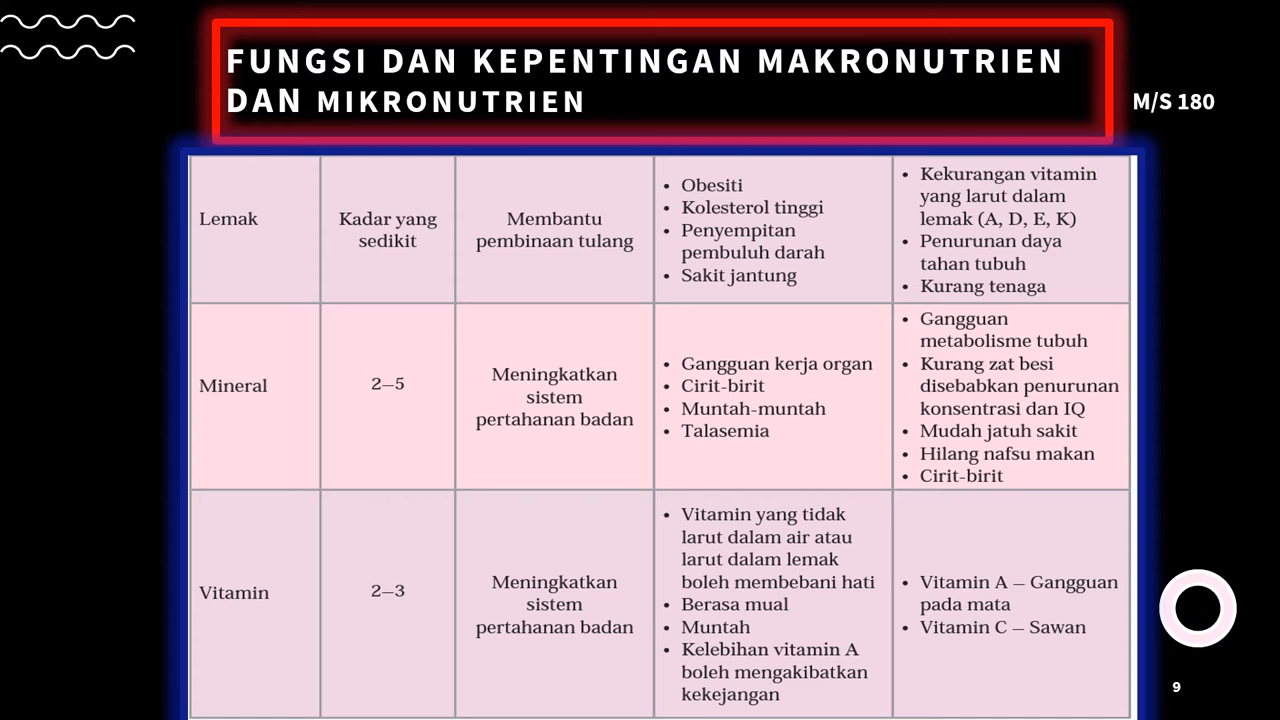 FUNGSI DAN KEPENTINGAN MAKRONUTRIEN
DAN MIKRONUTRIEN
M/S 180
Lemak
Kadar yang
sedikit
Membantu
pembinaan tulang
• Obesiti
• Kolesterol tinggi
• Penyempitan
pembuluh darah
• Sakit jantung
• Kekurangan vitamin
yang larut dalam
lemak (A, D, E, K)
• Penurunan daya
tahan tubuh
• Kurang tenaga
Mineral
2–5
Meningkatkan
sistem
pertahanan badan
• Gangguan kerja organ
• Cirit-birit
• Muntah-muntah
• Talasemia
• Gangguan
metabolisme tubuh
• Kurang zat besi
disebabkan penurunan
konsentrasi dan IQ
• Mudah jatuh sakit
• Hilang nafsu makan
• Cirit-birit
Vitamin
2–3
Meningkatkan
sistem
pertahanan badan
• Vitamin yang tidak
larut dalam air atau
larut dalam lemak
boleh membebani hati
• Berasa mual
• Muntah
• Kelebihan vitamin A
boleh mengakibatkan
kekejangan
• Vitamin A – Gangguan
pada mata
• Vitamin C – Sawan
9